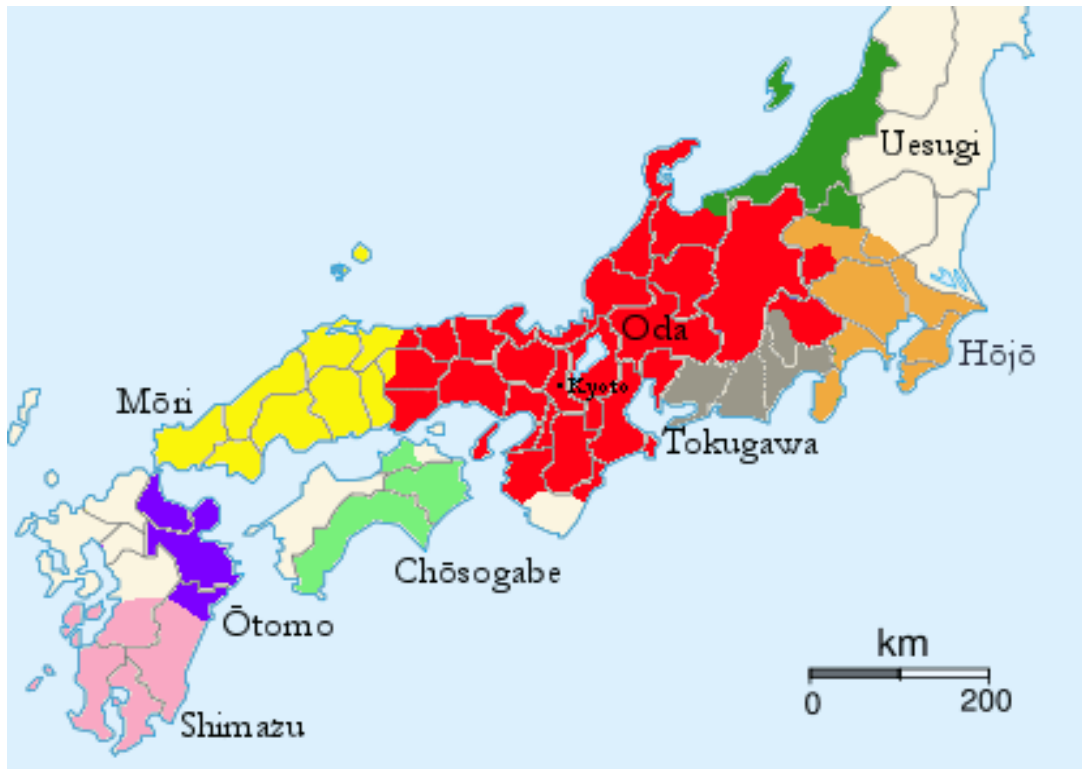 Uesugi
Oda
Hōjō
Kyoto
Mōri
Tokugawa
Chōsogabe
Ōtomo
km
0
200
Shimazu